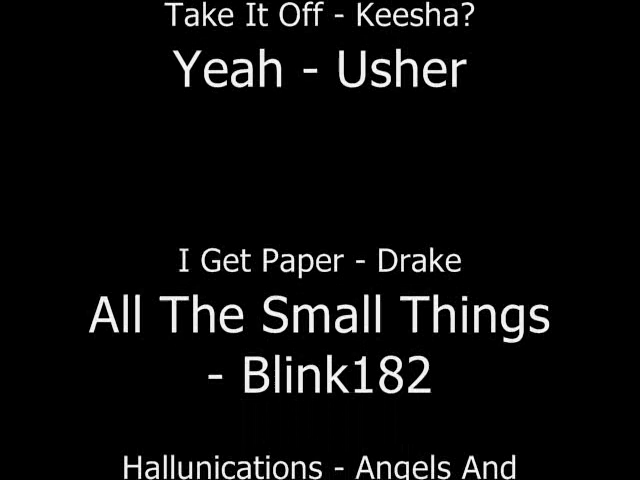 Take It Off - Keesha?
Yeah - Usher
I Get Paper - Drake
All The Small Things
- Blink182
Hallunications - Angels And